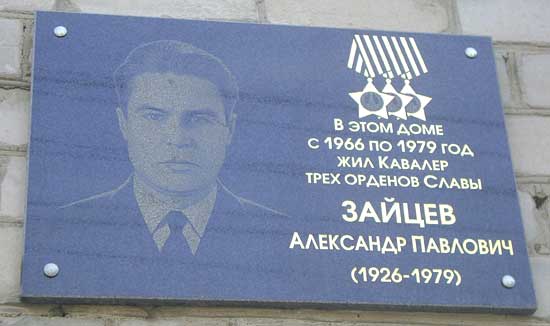 В этом доме
с 1966 по 1979 год
жил Кавалер
трех орденов Славы
ЗАЙЦЕВ
Александр Павлович
(1926-1979)